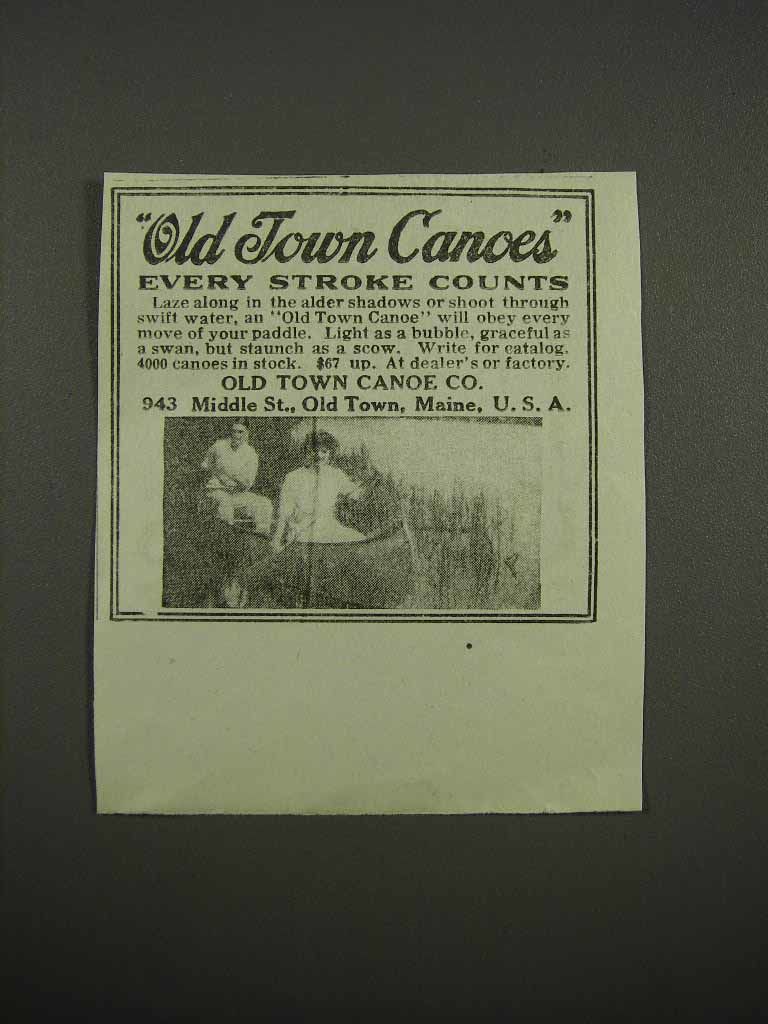 "Old Town Canoes"
EVERY STROKE COUNTS
Laze along in the alder shadows or shoot through
swift water, an "Old Town Canoe" will obey every
move of your paddle. Light as a bubble, graceful as
a swan, but staunch as a scow. Write for catalog.
4000 canoes in stock. $67 up. At dealer's or factory.
OLD TOWN CANOE CO.
943 Middle St., Old Town, Maine, U. S. A.